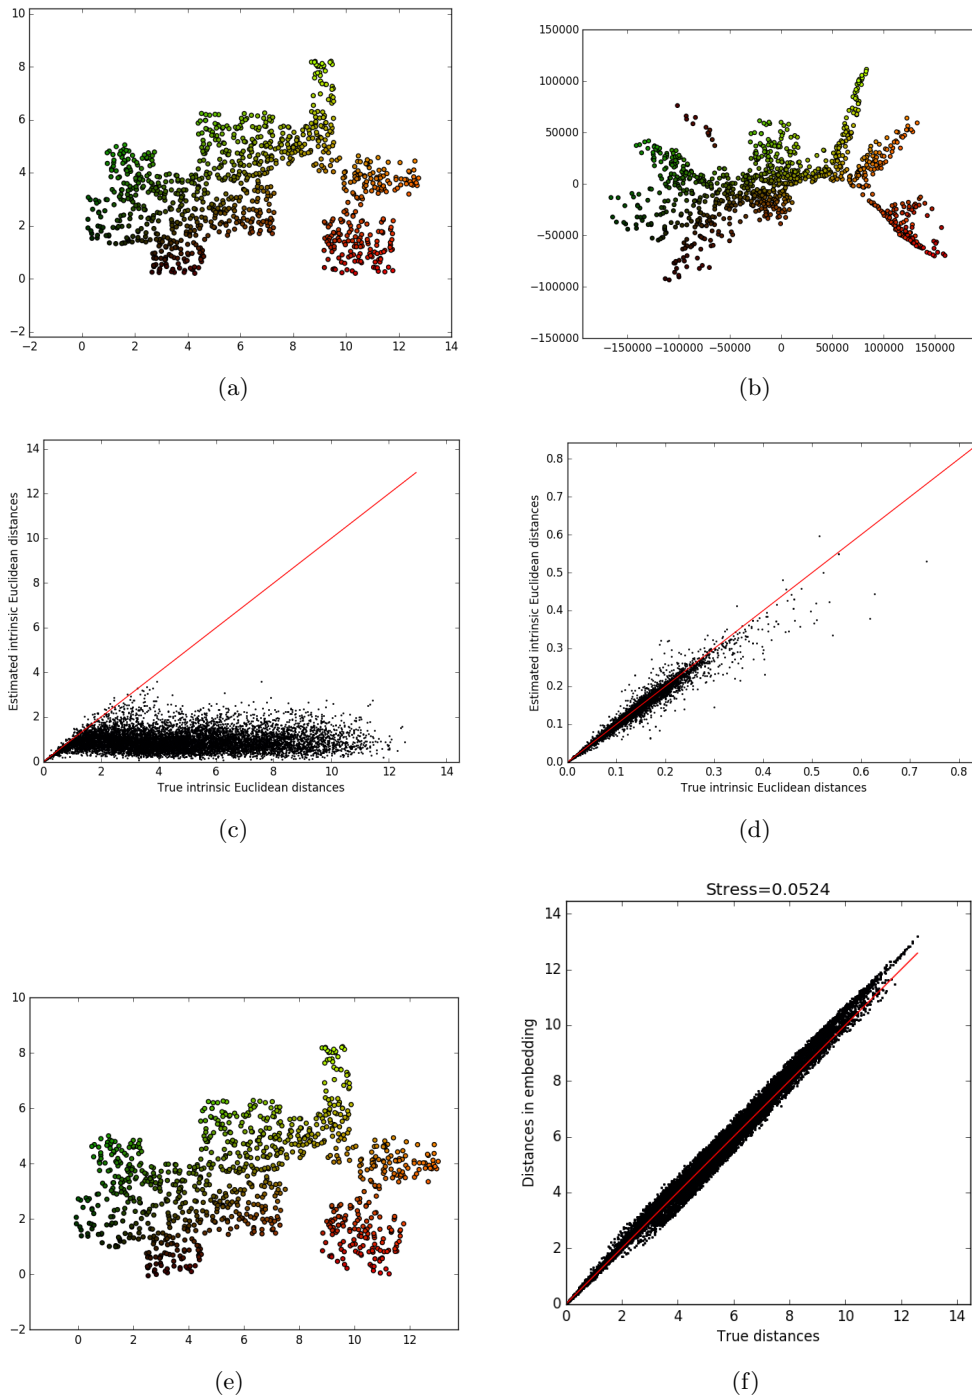 10
8
6
4
2
0
−2
−2 0 2 4 6 8 10 12 14
(a)
150000
100000
50000
0
−50000
−100000
−150000
−150000 −100000 −50000 0 50000 100000 150000
(b)
14
12
10
8
6
4
2
0
Estimated intrinsic Euclidean distances
0 2 4 6 8 10 12 14
True intrinsic Euclidean distances
(c)
0.8
0.7
0.6
0.5
0.4
0.3
0.2
0.1
0.0
Estimated intrinsic Euclidean distances
0.0 0.1 0.2 0.3 0.4 0.5 0.6 0.7 0.8
True intrinsic Euclidean distances
(d)
10
8
6
4
2
0
−2
0 2 4 6 8 10 12
(e)
Stress=0.0524
14
12
10
8
6
4
2
0
Distances in embedding
0 2 4 6 8 10 12 14
True distances
(f)